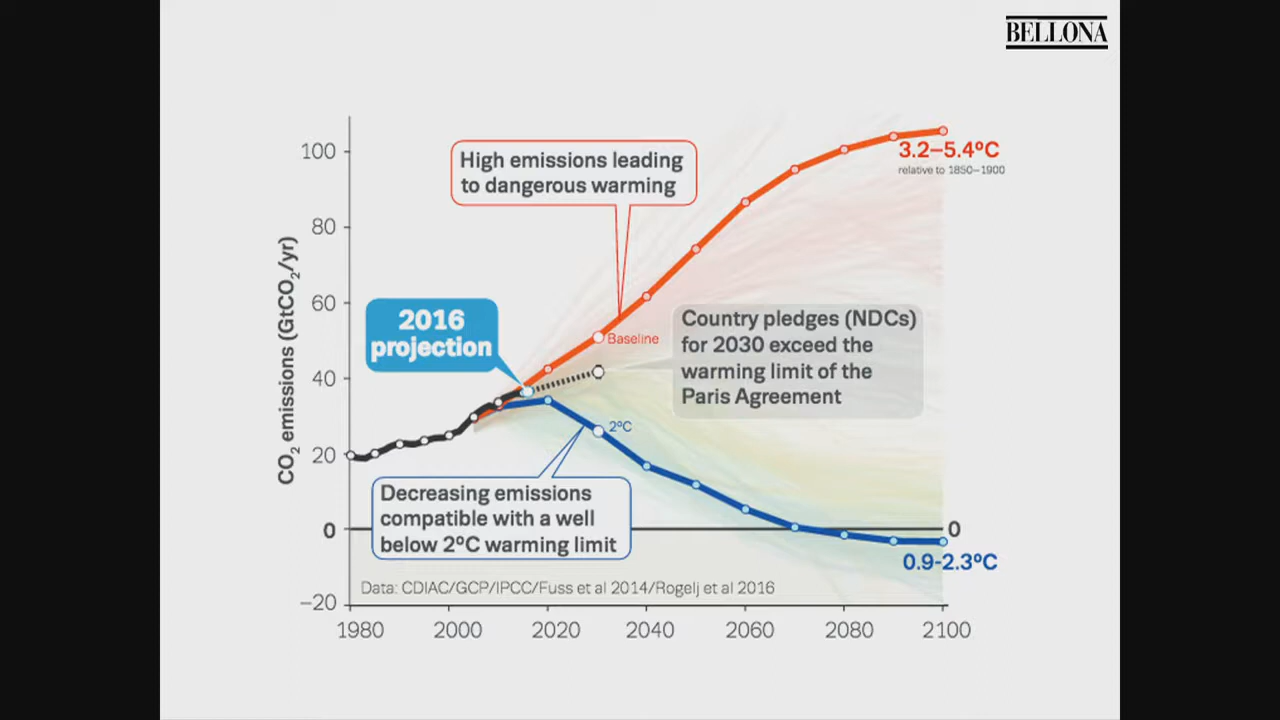 BELLONA
100
80
60
40
20
0
−20
CO2 emissions (GtCO2/yr)
High emissions leading
to dangerous warming
3.2–5.4ºC
relative to 1850–1900
2016
projection
Baseline
Country pledges (NDCs)
for 2030 exceed the
warming limit of the
Paris Agreement
2ºC
Decreasing emissions
compatible with a well
below 2ºC warming limit
0
0.9-2.3ºC
Data: CDIAC/GCP/IPCC/Fuss et al 2014/Rogelj et al 2016
1980 2000 2020 2040 2060 2080 2100